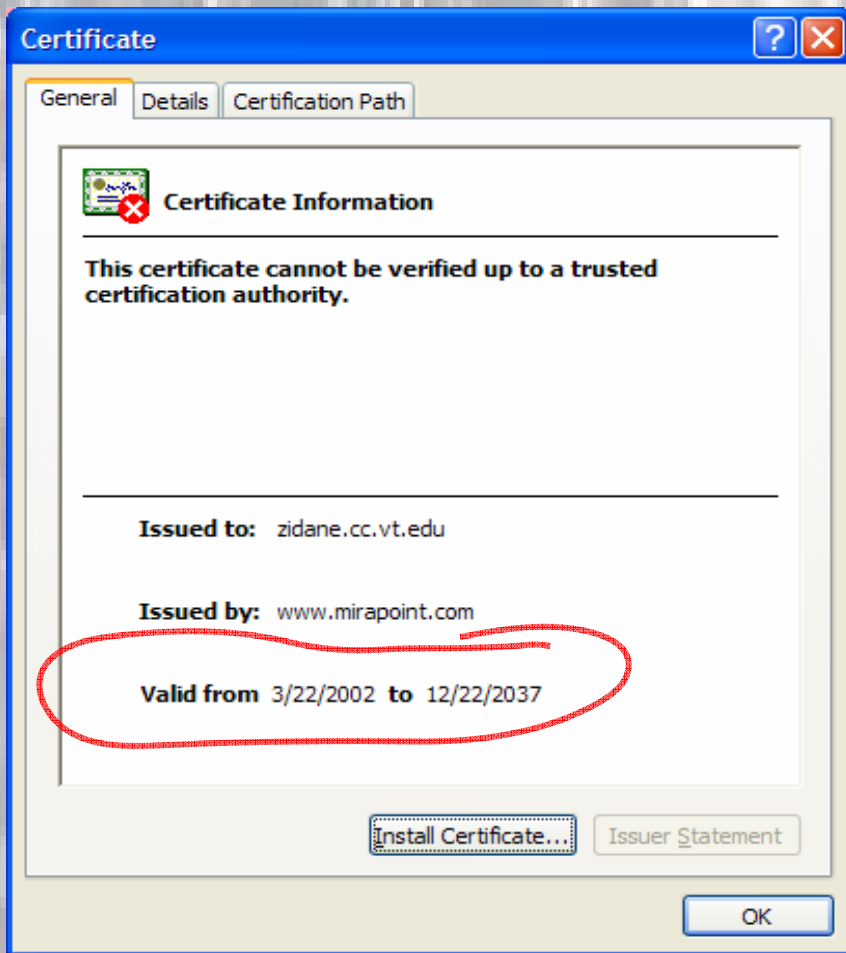 Certificate
General Details Certification Path
Certificate Information
This certificate cannot be verified up to a trusted
certification authority.
Issued to: zidane.cc.vt.edu
Issued by: www.mirapoint.com
Valid from 3/22/2002 to 12/22/2037
Install Certificate... Issuer Statement
OK